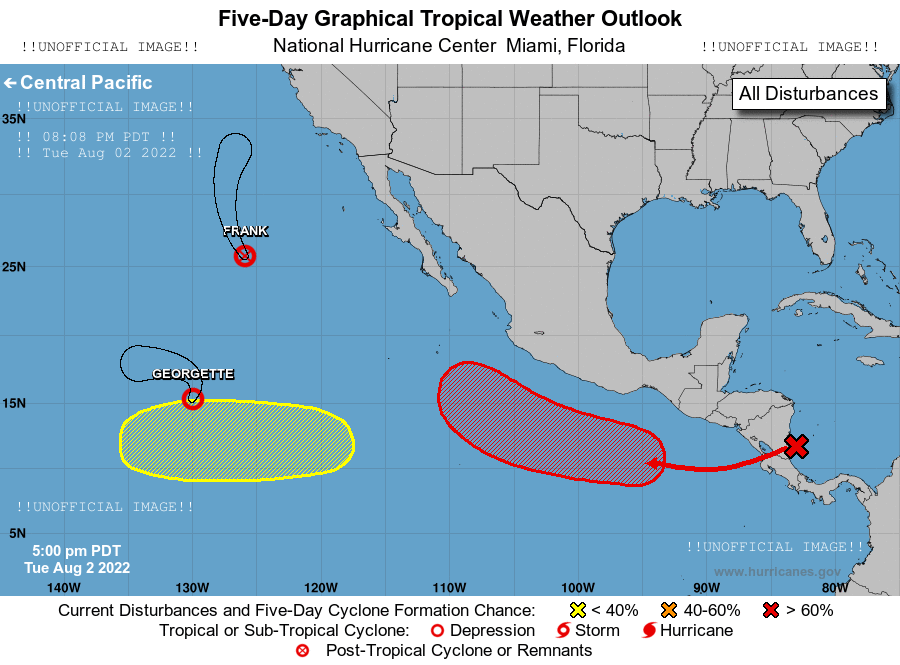 Five-Day Graphical Tropical Weather Outlook
!!UNOFFICIAL IMAGE!! National Hurricane Center Miami, Florida !!UNOFFICIAL IMAGE!!
← Central Pacific
All Disturbances
!!UNOFFICIAL IMAGE!!
35N
!! 08:08 PM PDT !!
!! Tue Aug 02 2022 !!
FRANK
25N
GEORGETTE
15N
!!UNOFFICIAL IMAGE!!
5N
!!UNOFFICIAL IMAGE!!
5:00 pm PDT
Tue Aug 2 2022
www.hurricanes.gov
140W 130W 120W 110W 100W 90W 80W
Current Disturbances and Five-Day Cyclone Formation Chance: < 40% 40-60% > 60%
Tropical or Sub-Tropical Cyclone: Depression Storm Hurricane
Post-Tropical Cyclone or Remnants